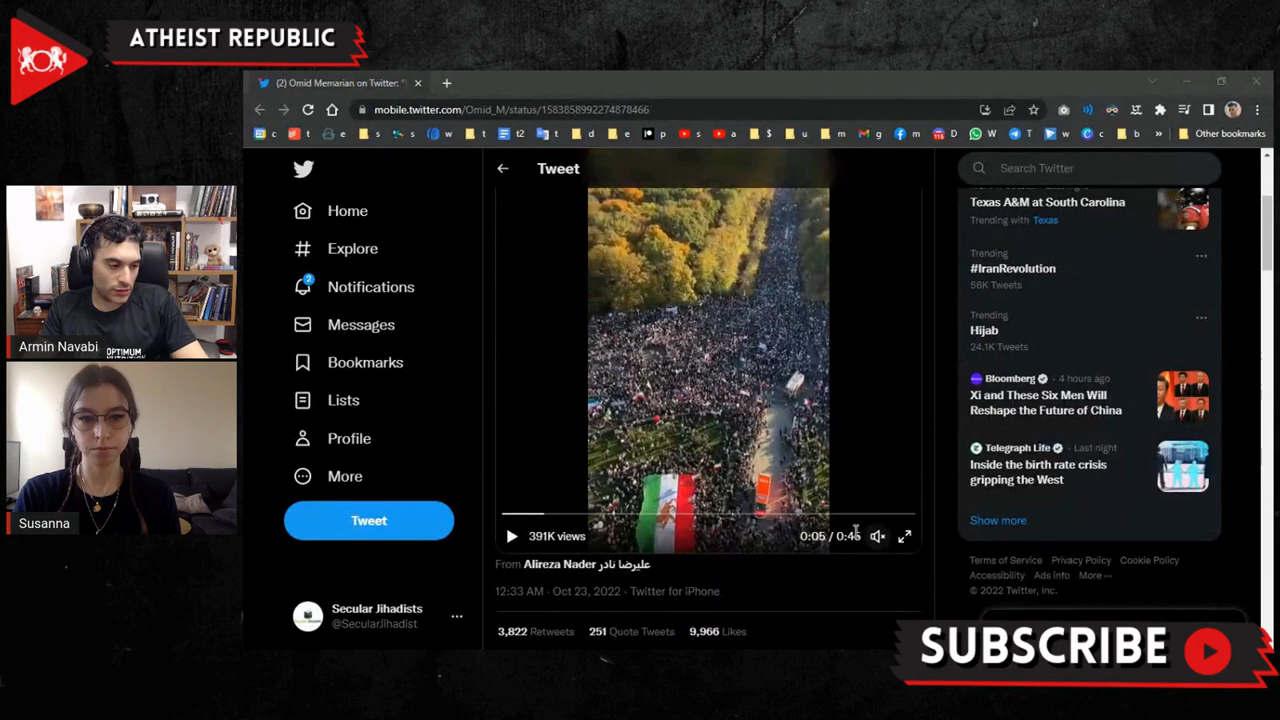 ATHEIST REPUBLIC
(2) Omid Memarian on Twitter: "
mobile.twitter.com/Omid_M/status/1583858992274878466
c
t
e
s
s
w
t
t2
d
e
p
s
a
$
u
m
g
m
D
W
T
w
c
b
»
Other bookmarks
Tweet
Search Twitter
Home
Explore
2
Notifications
Messages
Bookmarks
Lists
Profile
More
Tweet
Secular Jihadists
@SecularJihadist
391K views
0:05 / 0:45
From Alireza Nader علیرضا نادر
12:33 AM · Oct 23, 2022 · Twitter for iPhone
3,822 Retweets 251 Quote Tweets 9,966 Likes
Texas A&M at South Carolina
Trending with Texas
Trending
#IranRevolution
56K Tweets
Trending
Hijab
24.1K Tweets
Bloomberg · 4 hours ago
Xi and These Six Men Will
Reshape the Future of China
Telegraph Life · Last night
Inside the birth rate crisis
gripping the West
Show more
Terms of Service Privacy Policy Cookie Policy
Accessibility Ads info More ···
© 2022 Twitter, Inc.
OPTIMUM
Armin Navabi
Susanna
SUBSCRIBE